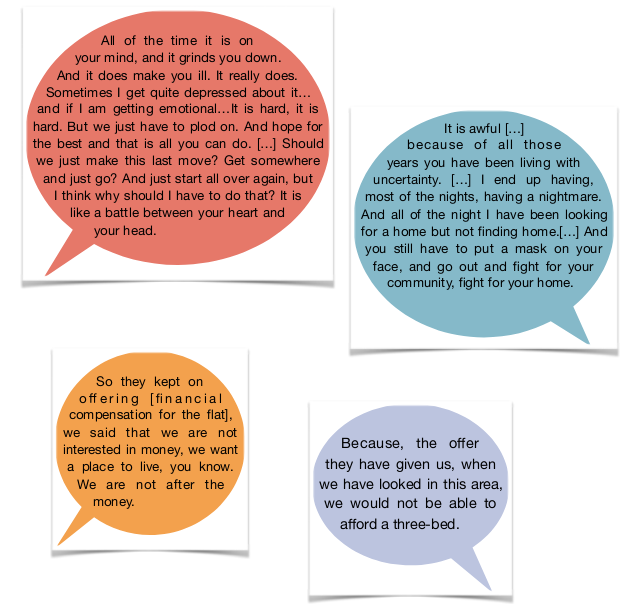 All of the time it is on
your mind, and it grinds you down.
And it does make you ill. It really does.
Sometimes I get quite depressed about it…
and if I am getting emotional…It is hard, it is
hard. But we just have to plod on. And hope for
the best and that is all you can do. […] Should
we just make this last move? Get somewhere
and just go? And just start all over again, but
I think why should I have to do that? It is
like a battle between your heart and
your head.
It is awful […]
because of all those
years you have been living with
uncertainty. […] I end up having,
most of the nights, having a nightmare.
And all of the night I have been looking
for a home but not finding home.[…] And
you still have to put a mask on your
face, and go out and fight for your
community, fight for your home.
So they kept on
offering [financial
compensation for the flat],
we said that we are not
interested in money, we want
a place to live, you know.
We are not after the
money.
Because, the offer
they have given us, when
we have looked in this area,
we would not be able to
afford a three-bed.